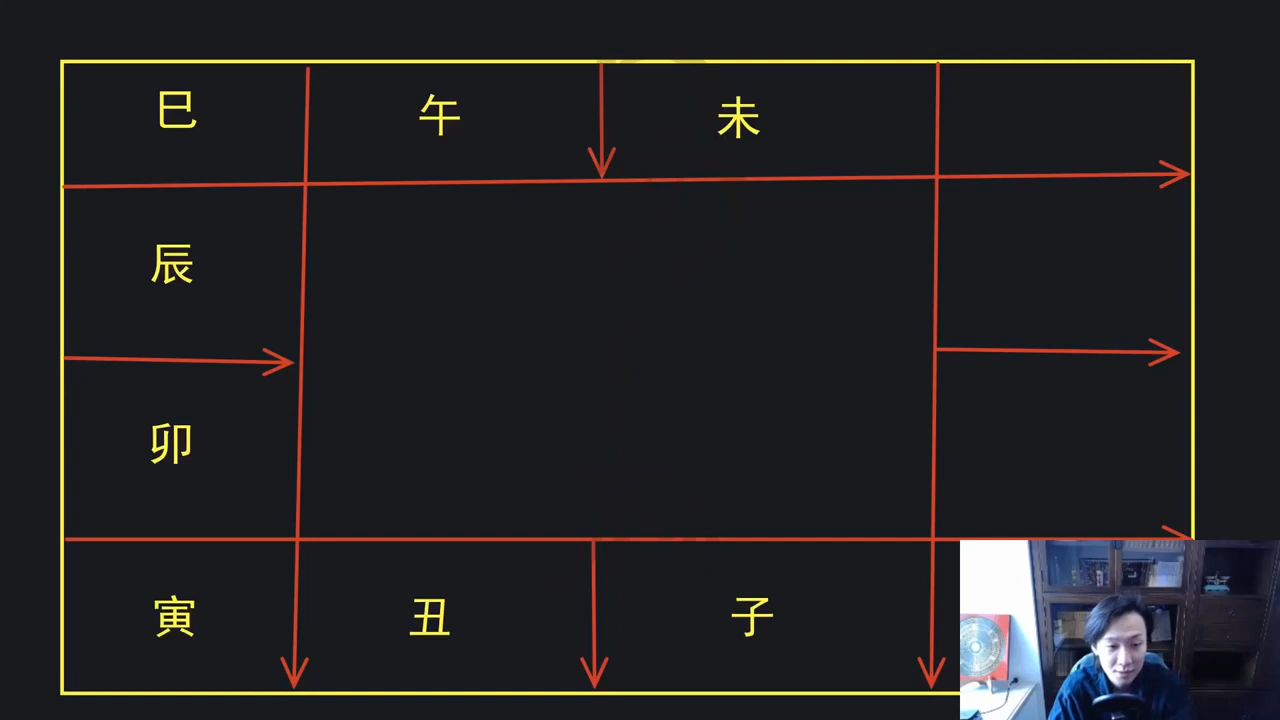 巳 午 未
辰
卯
寅 丑 子